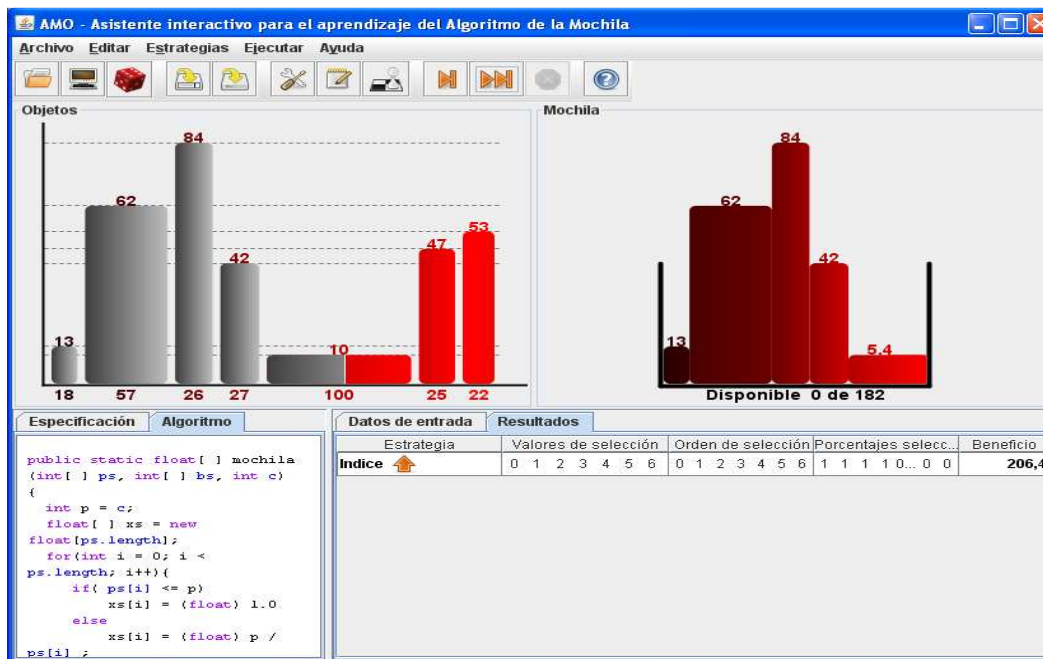 AMO - Asistente interactivo para el aprendizaje del Algoritmo de la Mochila
Archivo Editar Estrategias Ejecutar Ayuda
Objetos
84
62
53
47
42
13
10
18 57 26 27 100 25 22
Mochila
84
62
42
13
5.4
Disponible 0 de 182
Especificación Algoritmo
public static float[ ] mochila
(int[ ] ps, int[ ] bs, int c)
{
int p = c;
float[ ] xs = new
float[ps.length];
for(int i = 0; i <
ps.length; i++){
if( ps[i] <= p)
xs[i] = (float) 1.0
else
xs[i] = (float) p /
ps[i] ;
Datos de entrada Resultados
Estrategia Valores de selección Orden de selección Porcentajes selecc... Beneficio
Indice 0 1 2 3 4 5 6 0 1 2 3 4 5 6 1 1 1 1 0... 0 0 206,4